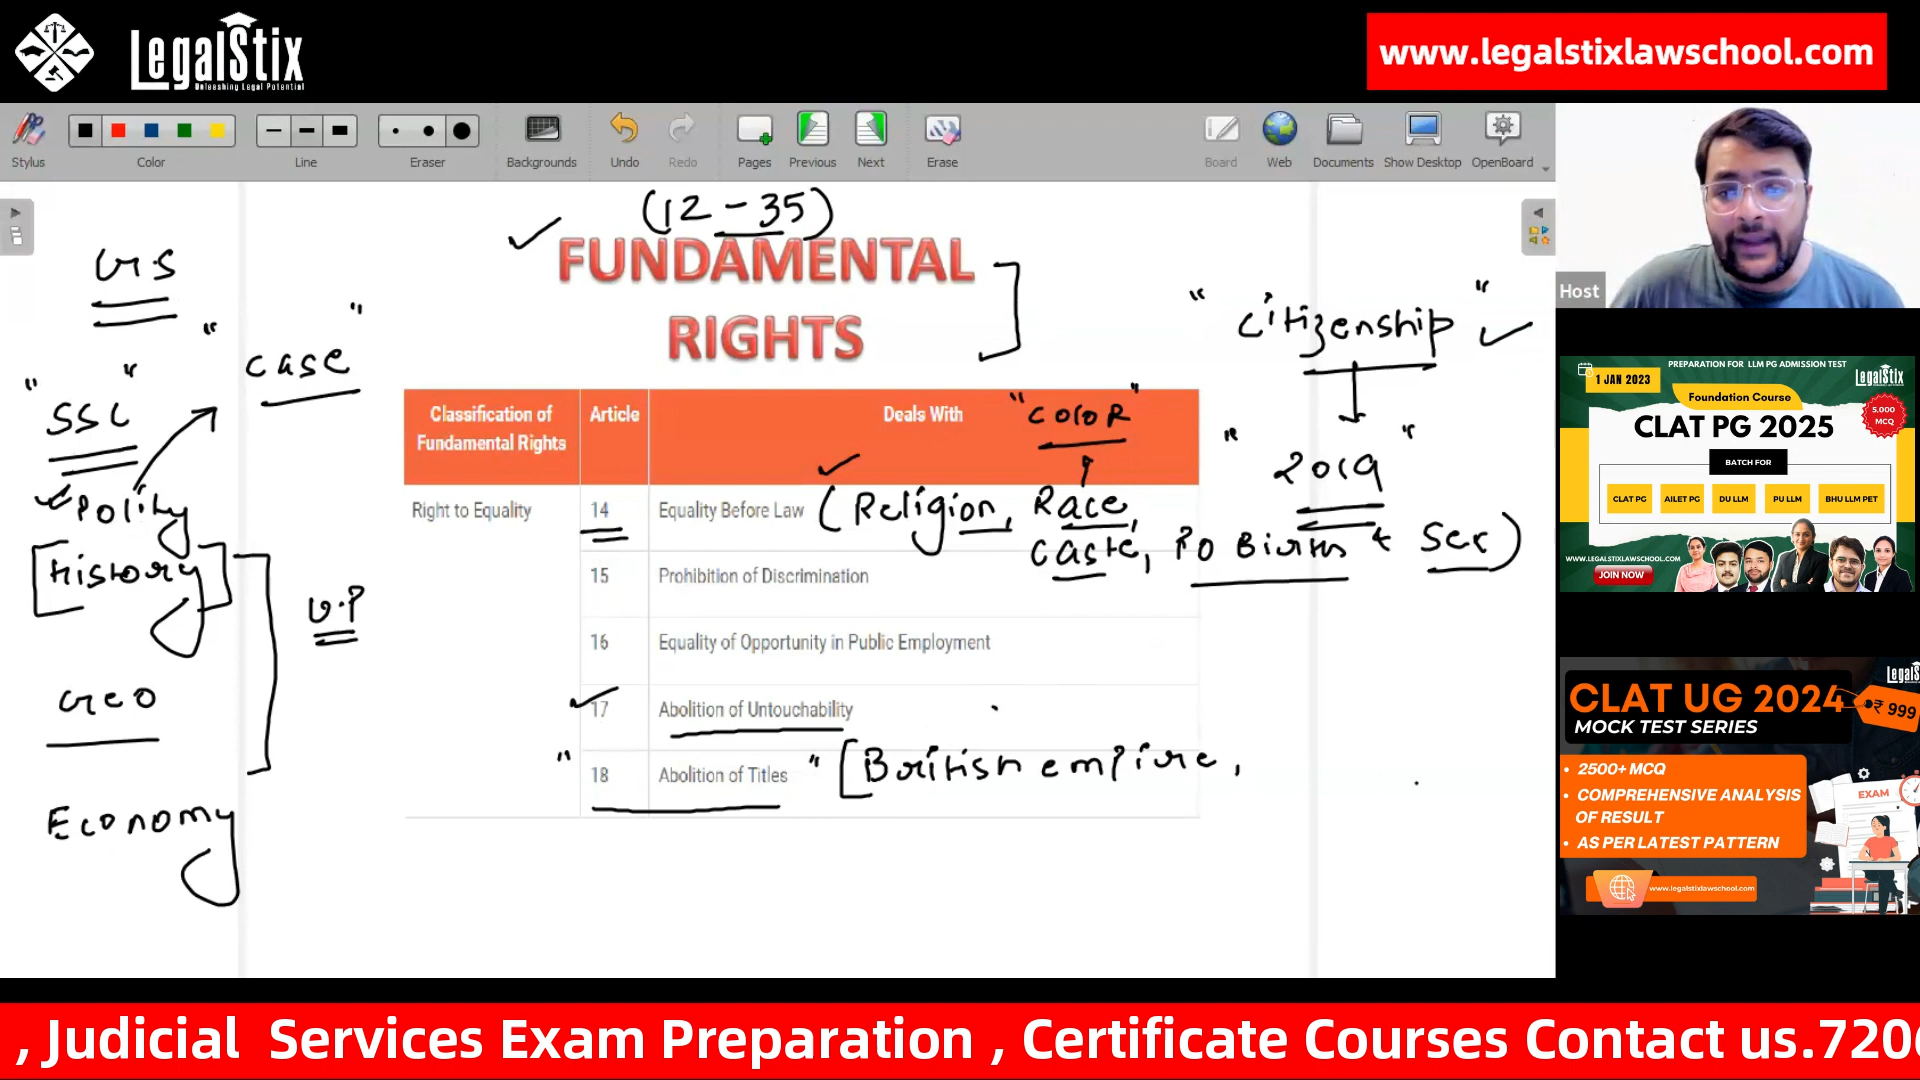 LegalStix
Unleashing Legal Potential
www.legalstixlawschool.com
Stylus
Color
Line
Eraser
Backgrounds
Undo
Redo
Pages
Previous
Next
Erase
Board
Web
Documents
Show Desktop
OpenBoard
(12-35)
FUNDAMENTAL
RIGHTS
GS
"case"
"SSC"
Polity
[History]
U.P
Geo
Economy
"Citizenship"
"2019"
Classification of Fundamental Rights
Article
Deals With
"COLOR"
Right to Equality
14
Equality Before Law
(Religion, Race,
Caste, PO Birth & Sex)
15
Prohibition of Discrimination
16
Equality of Opportunity in Public Employment
17
Abolition of Untouchability
"18
Abolition of Titles"
[British empire,
Host
PREPARATION FOR LLM PG ADMISSION TEST
1 JAN 2023
LegalStix
Foundation Course
5,000 MCQ
CLAT PG 2025
BATCH FOR
CLAT PG
AILET PG
DU LLM
PU LLM
BHU LLM PET
WWW.LEGALSTIXLAWSCHOOL.COM
JOIN NOW
LegalS
CLAT UG 2024
₹ 999
MOCK TEST SERIES
• 2500+ MCQ
• COMPREHENSIVE ANALYSIS
OF RESULT
• AS PER LATEST PATTERN
EXAM
www.legalstixlawschool.com
, Judicial Services Exam Preparation , Certificate Courses Contact us.720